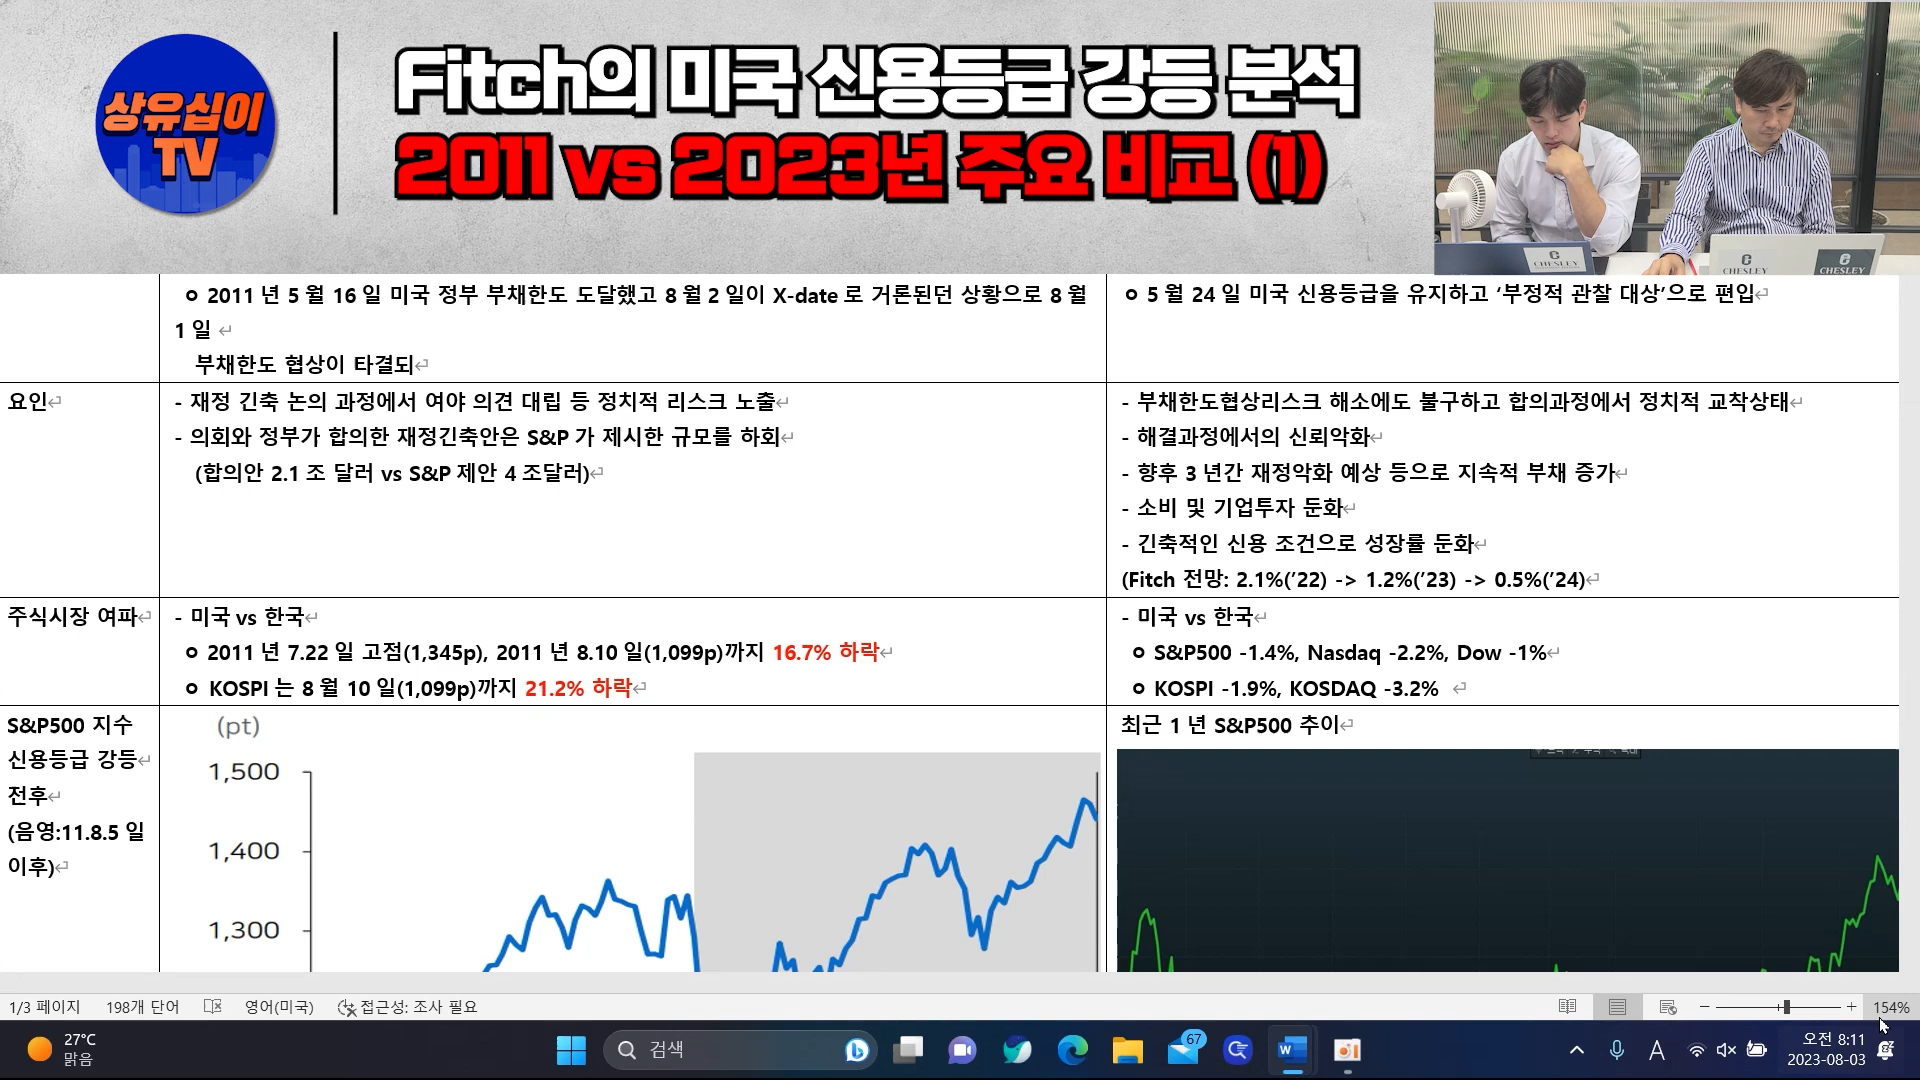 상유십이
TV
Fitch의 미국 신용등급 강등 분석
2011 vs 2023년 주요 비교 (1)
CHESLEY
CHESLEY
CHESLEY
o 2011 년 5 월 16 일 미국 정부 부채한도 도달했고 8 월 2 일이 X-date 로 거론된던 상황으로 8 월
1 일
부채한도 협상이 타결되
o 5 월 24 일 미국 신용등급을 유지하고 ‘부정적 관찰 대상’으로 편입
요인
- 재정 긴축 논의 과정에서 여야 의견 대립 등 정치적 리스크 노출
- 의회와 정부가 합의한 재정긴축안은 S&P 가 제시한 규모를 하회
(합의안 2.1 조 달러 vs S&P 제안 4 조달러)
- 부채한도협상리스크 해소에도 불구하고 합의과정에서 정치적 교착상태
- 해결과정에서의 신뢰악화
- 향후 3 년간 재정악화 예상 등으로 지속적 부채 증가
- 소비 및 기업투자 둔화
- 긴축적인 신용 조건으로 성장률 둔화
(Fitch 전망: 2.1%(’22) -> 1.2%(’23) -> 0.5%(’24)
주식시장 여파
- 미국 vs 한국
o 2011 년 7.22 일 고점(1,345p), 2011 년 8.10 일(1,099p)까지 16.7% 하락
o KOSPI 는 8 월 10 일(1,099p)까지 21.2% 하락
- 미국 vs 한국
o S&P500 -1.4%, Nasdaq -2.2%, Dow -1%
o KOSPI -1.9%, KOSDAQ -3.2%
S&P500 지수
신용등급 강등
전후
(음영:11.8.5 일
이후)
(pt)
1,500
1,400
1,300
최근 1 년 S&P500 추이
1/3 페이지 198개 단어 영어(미국) 접근성: 조사 필요
154%
27°C
맑음
검색
67
A
오전 8:11
2023-08-03